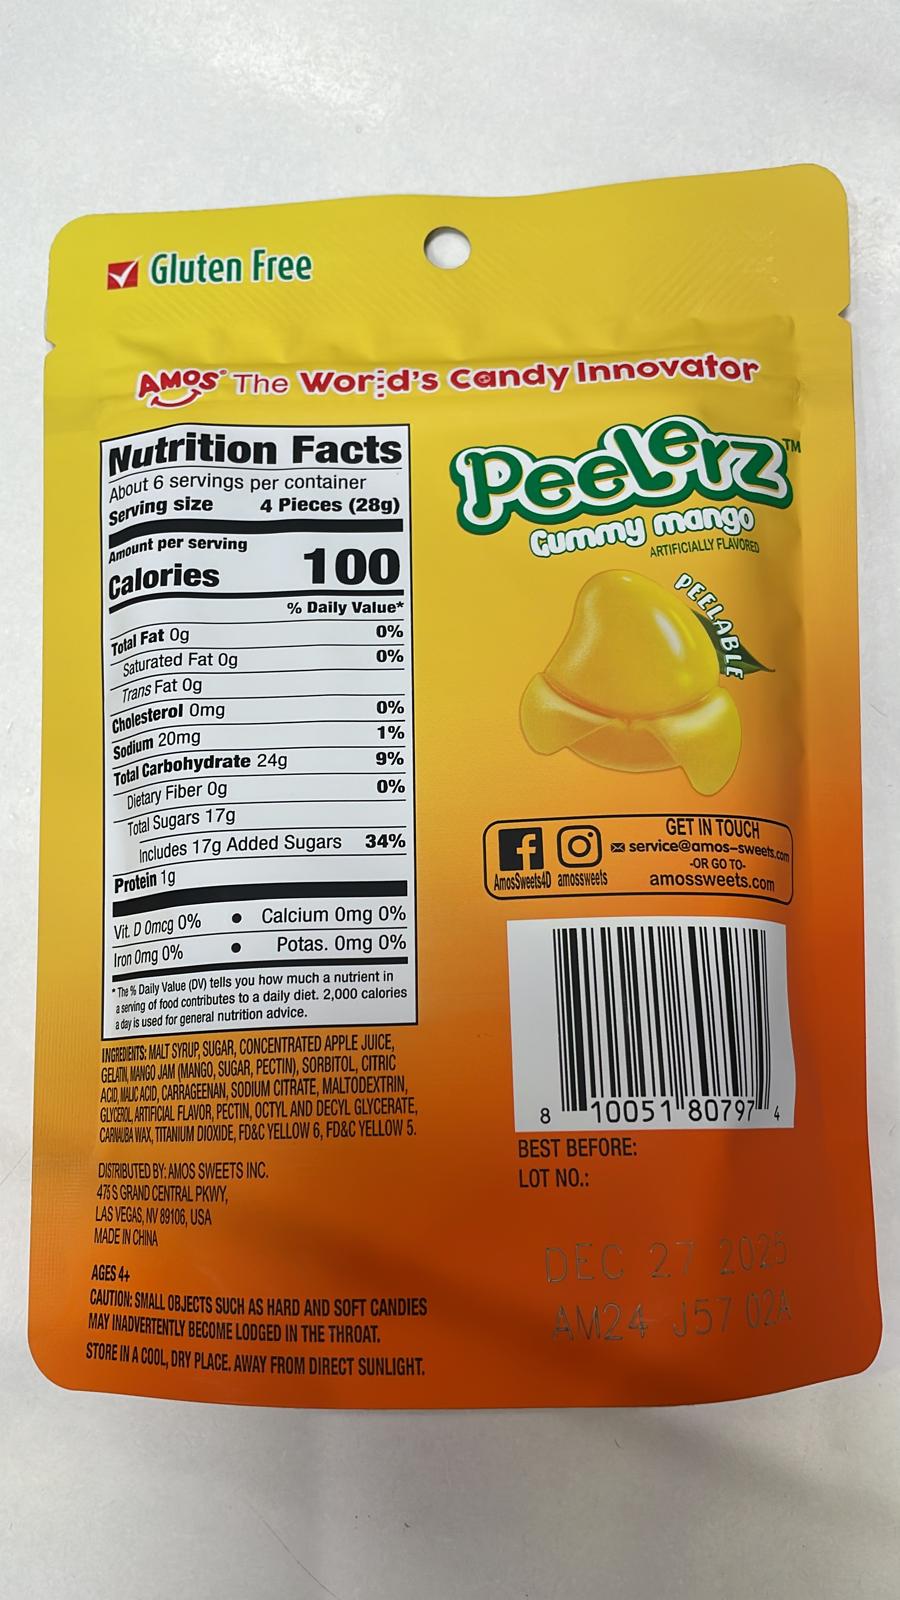 Gluten Free
AMOS® The World's Candy Innovator
Nutrition Facts
About 6 servings per container
Serving size 4 Pieces (28g)
Amount per serving
Calories 100
% Daily Value*
Total Fat 0g 0%
Saturated Fat 0g 0%
Trans Fat 0g
Cholesterol 0mg 0%
Sodium 20mg 1%
Total Carbohydrate 24g 9%
Dietary Fiber 0g 0%
Total Sugars 17g
Includes 17g Added Sugars 34%
Protein 1g
Vit. D 0mcg 0% • Calcium 0mg 0%
Iron 0mg 0% • Potas. 0mg 0%
* The % Daily Value (DV) tells you how much a nutrient in
a serving of food contributes to a daily diet. 2,000 calories
a day is used for general nutrition advice.
INGREDIENTS: MALT SYRUP, SUGAR, CONCENTRATED APPLE JUICE,
GELATIN, MANGO JAM (MANGO, SUGAR, PECTIN), SORBITOL, CITRIC
ACID, MALIC ACID, CARRAGEENAN, SODIUM CITRATE, MALTODEXTRIN,
GLYCEROL, ARTIFICIAL FLAVOR, PECTIN, OCTYL AND DECYL GLYCERATE,
CARNAUBA WAX, TITANIUM DIOXIDE, FD&C YELLOW 6, FD&C YELLOW 5.
DISTRIBUTED BY: AMOS SWEETS INC.
475 S GRAND CENTRAL PKWY,
LAS VEGAS, NV 89106, USA
MADE IN CHINA
AGES 4+
CAUTION: SMALL OBJECTS SUCH AS HARD AND SOFT CANDIES
MAY INADVERTENTLY BECOME LODGED IN THE THROAT.
STORE IN A COOL, DRY PLACE. AWAY FROM DIRECT SUNLIGHT.
Peelerz™
Gummy mango
ARTIFICIALLY FLAVORED
PEELABLE
GET IN TOUCH
service@amos-sweets.com
-OR GO TO-
amossweets.com
AmosSweets4D amossweets
8 10051 80797 4
BEST BEFORE:
LOT NO.:
DEC 27 2025
AM24 J57 02A